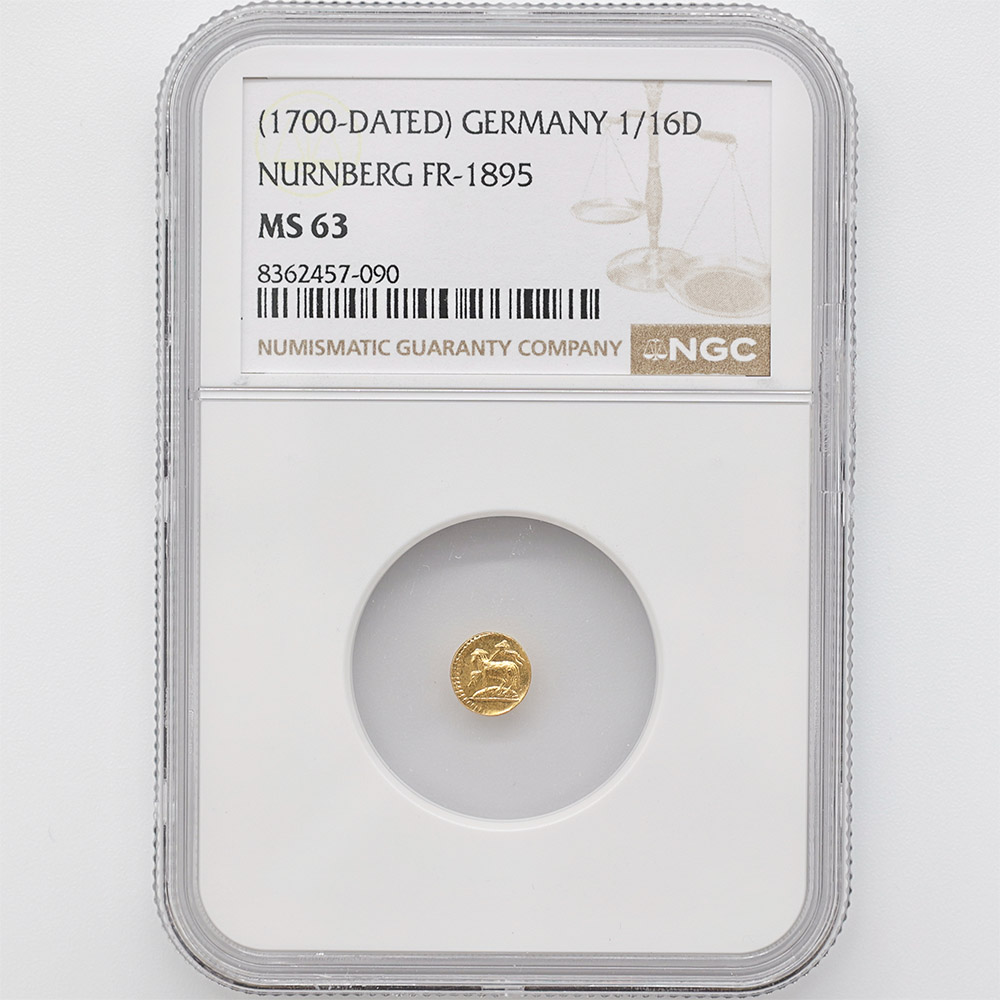 (1700-DATED) GERMANY 1/16D
NURNBERG FR-1895
MS 63
8362457-090
NUMISMATIC GUARANTY COMPANY NGC